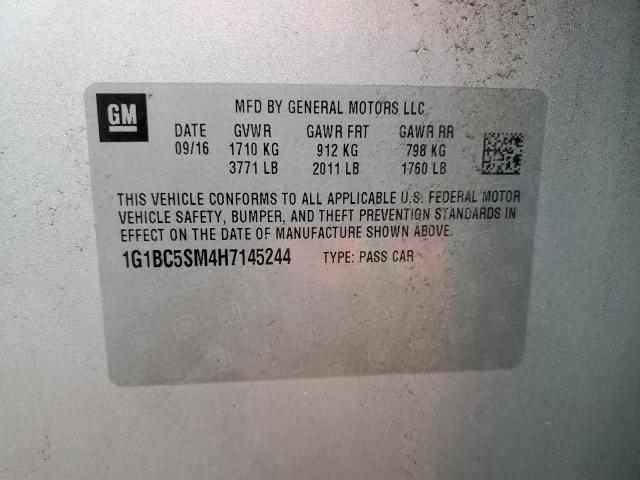 GM
MFD BY GENERAL MOTORS LLC
DATE GVWR GAWR FRT GAWR RR
09/16 1710 KG 912 KG 798 KG
3771 LB 2011 LB 1760 LB
THIS VEHICLE CONFORMS TO ALL APPLICABLE U.S. FEDERAL MOTOR
VEHICLE SAFETY, BUMPER, AND THEFT PREVENTION STANDARDS IN
EFFECT ON THE DATE OF MANUFACTURE SHOWN ABOVE.
1G1BC5SM4H7145244 TYPE: PASS CAR